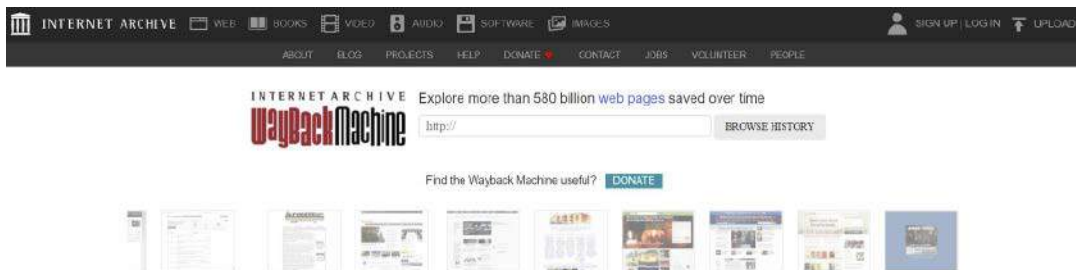 INTERNET ARCHIVE WEB BOOKS VIDEO AUDIO SOFTWARE IMAGES SIGN UP | LOG IN UPLOAD
ABOUT BLOG PROJECTS HELP DONATE CONTACT JOBS VOLUNTEER PEOPLE
INTERNET ARCHIVE
WayBackMachine
Explore more than 580 billion web pages saved over time
http:// BROWSE HISTORY
Find the Wayback Machine useful? DONATE